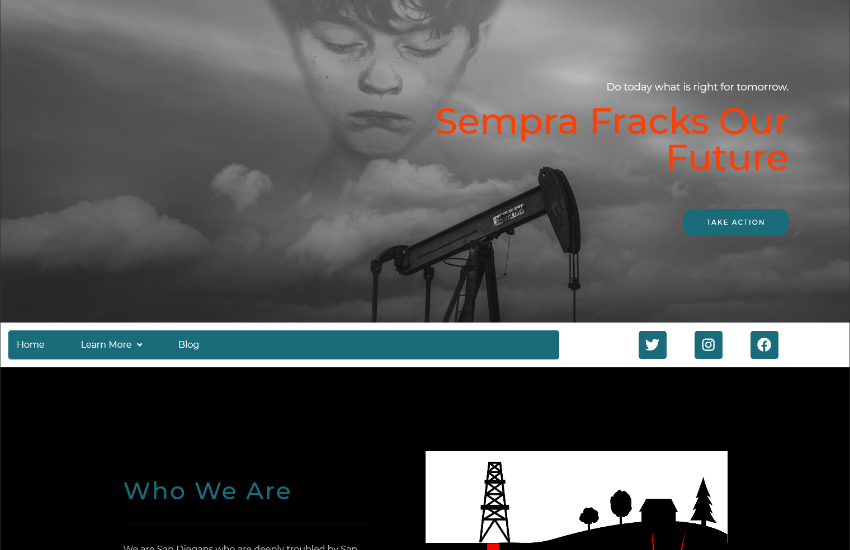 Do today what is right for tomorrow.
Sempra Fracks Our
Future
TAKE ACTION
Home Learn More Blog
Who We Are
We are San Diegans who are deeply troubled by San